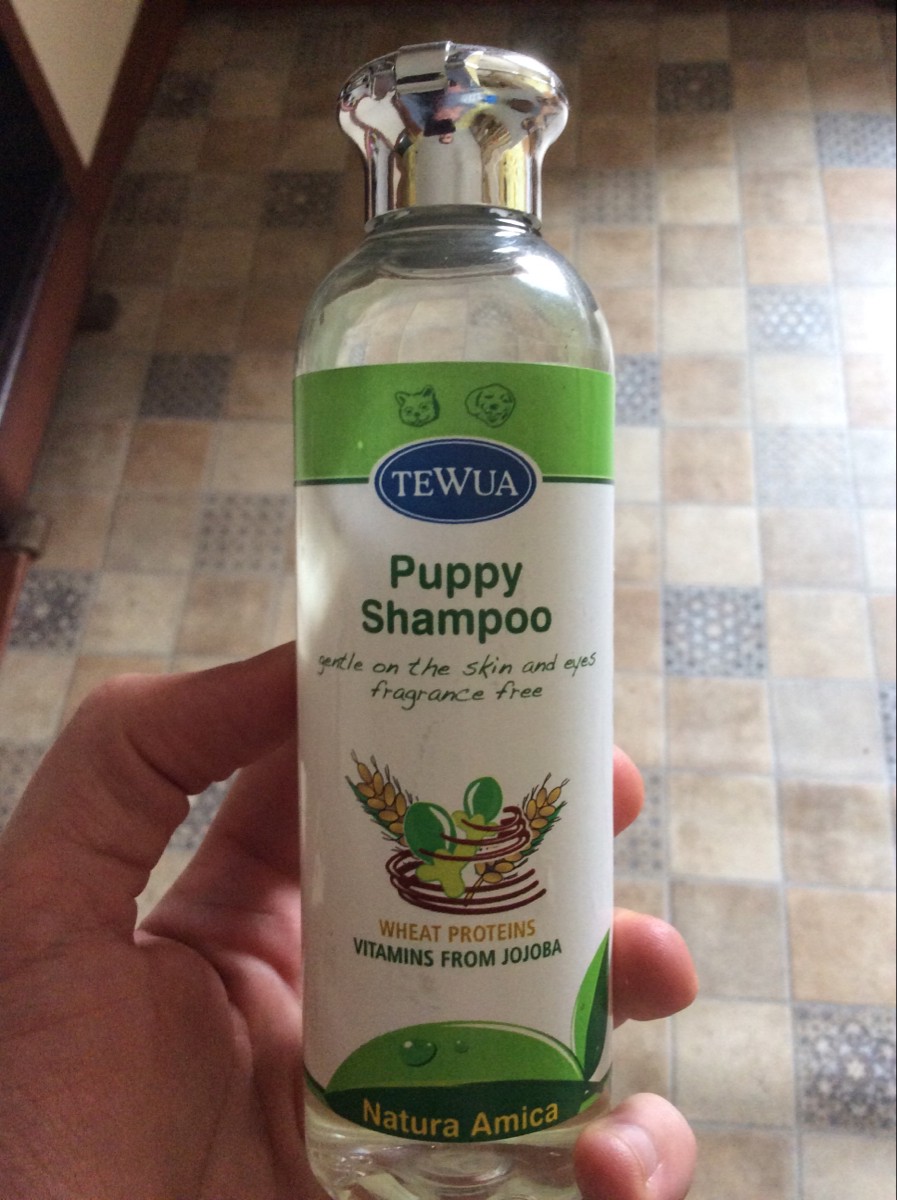 TEWUA
Puppy
Shampoo
gentle on the skin and eyes
fragrance free
WHEAT PROTEINS
VITAMINS FROM JOJOBA
Natura Amica